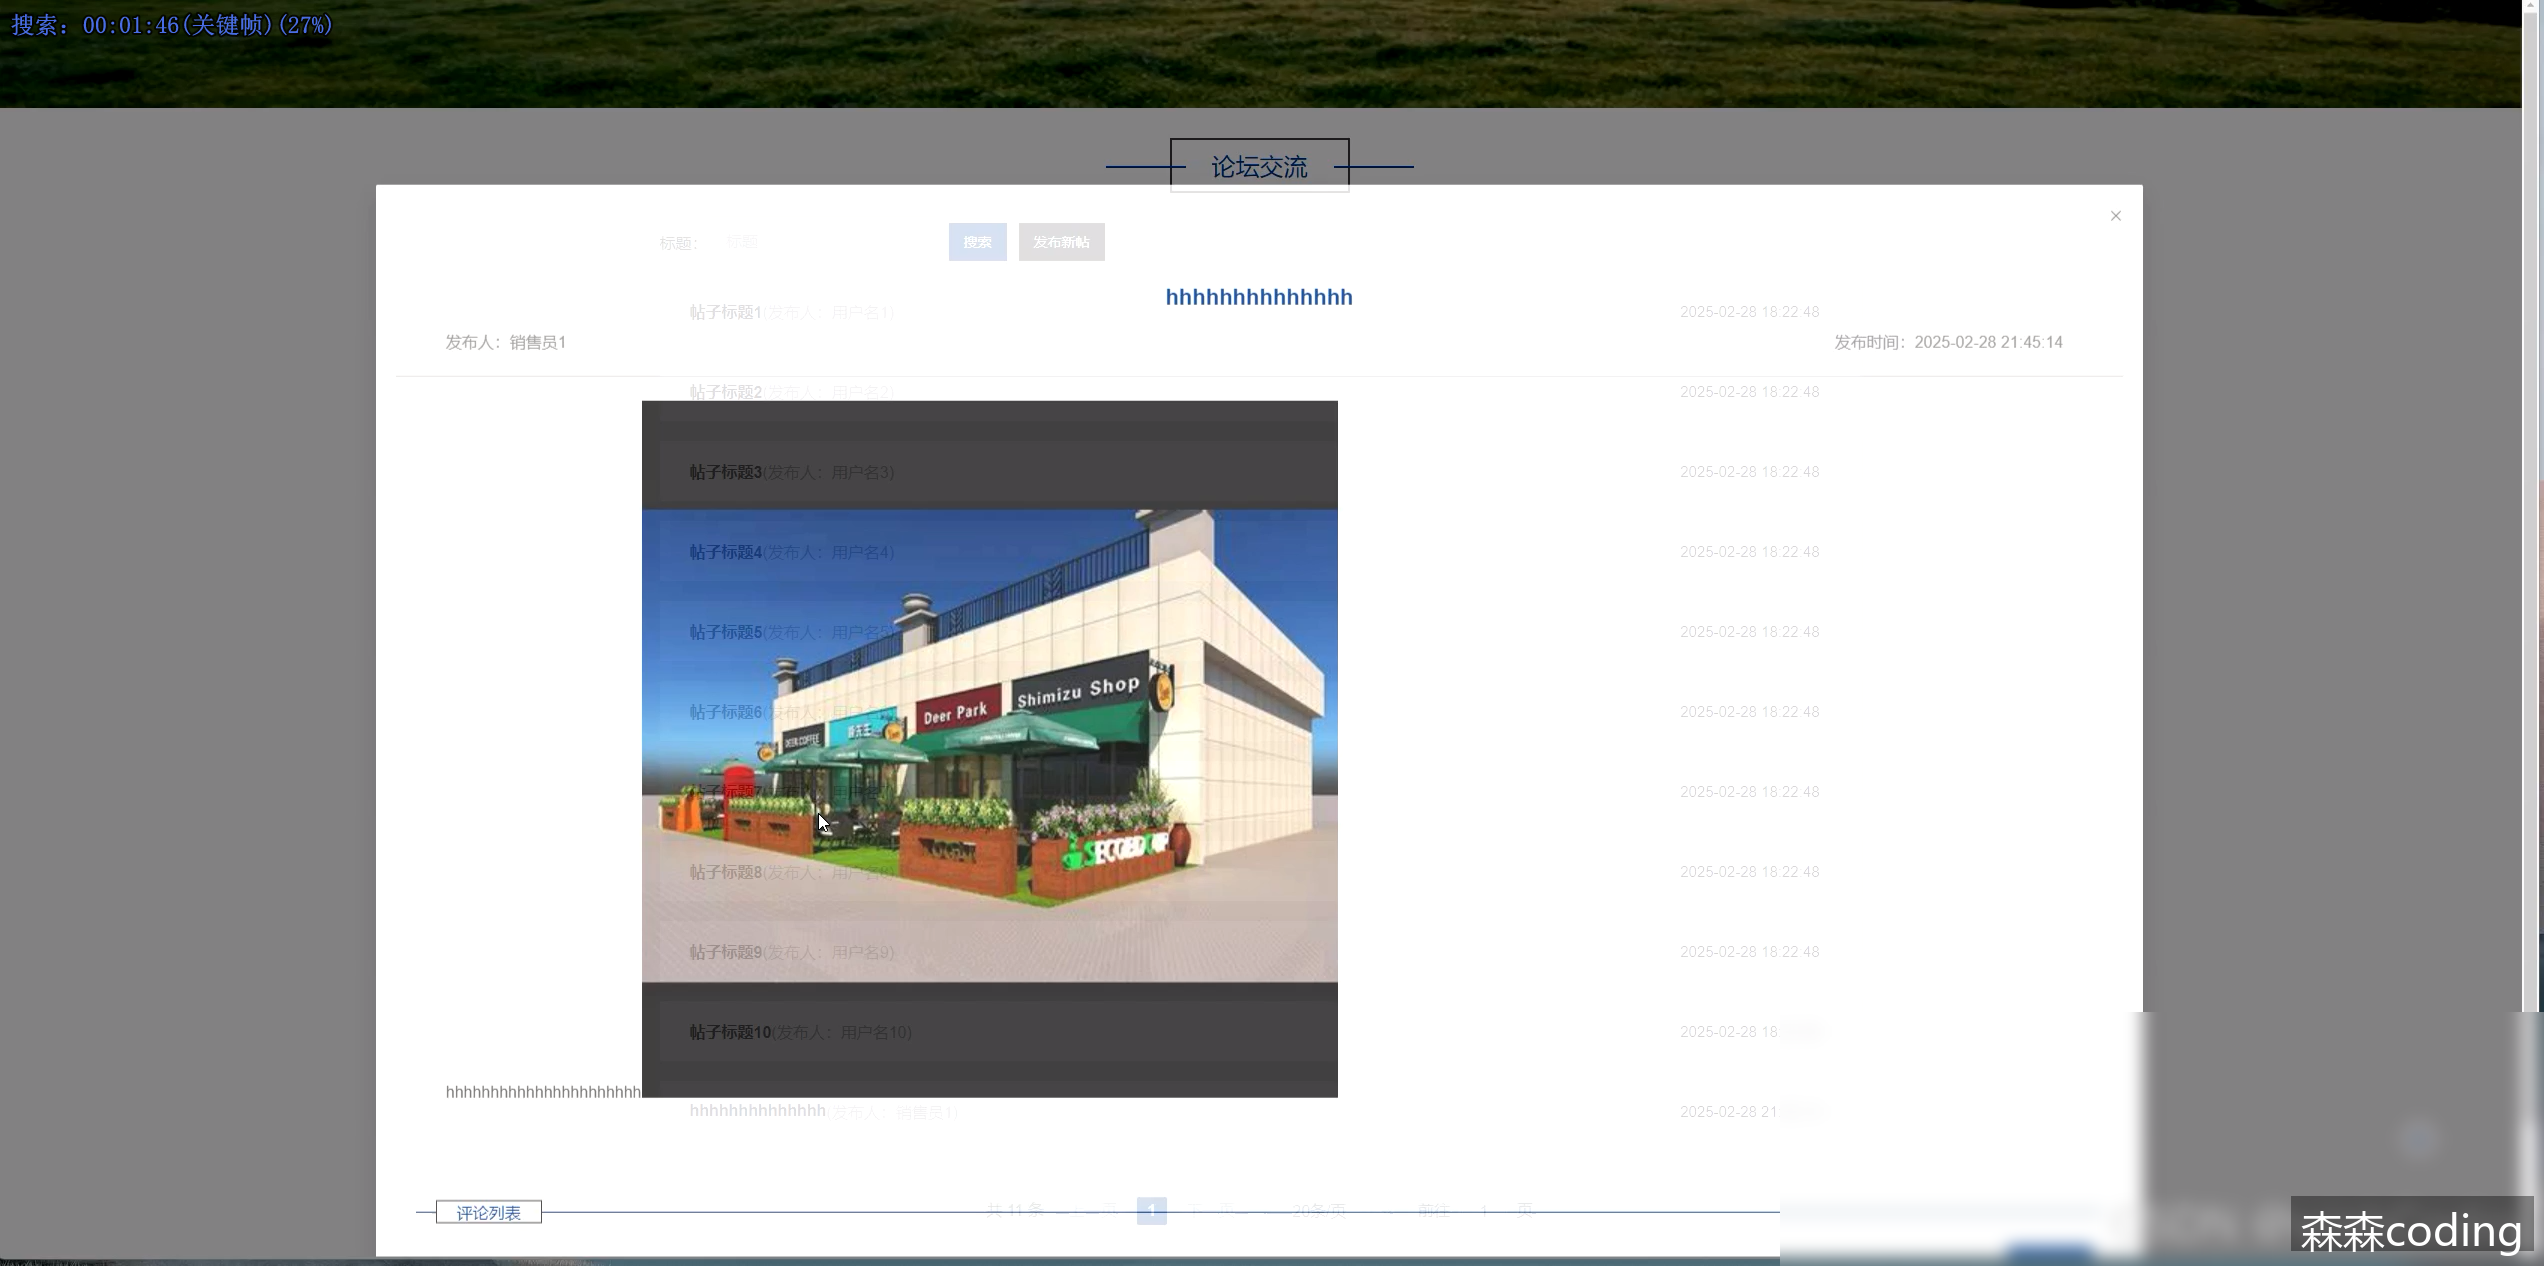 搜索: 00:01:46(关键帧)(27%)
论坛交流
标题： 标题 搜索 发布新帖
hhhhhhhhhhhhhh
帖子标题1(发布人：用户名1) 2025-02-28 18:22:48
发布人：销售员1 发布时间：2025-02-28 21:45:14
帖子标题2(发布人：用户名2) 2025-02-28 18:22:48
帖子标题3(发布人：用户名3) 2025-02-28 18:22:48
帖子标题4(发布人：用户名4) 2025-02-28 18:22:48
帖子标题5(发布人：用户名5) 2025-02-28 18:22:48
帖子标题6(发布人：用户名 2025-02-28 18:22:48
Shimizu Shop
Deer Park
DEER COFFEE
帖子标题7(发布人：用户名 2025-02-28 18:22:48
帖子标题8(发布人：用户名8) 2025-02-28 18:22:48
帖子标题9(发布人：用户名9) 2025-02-28 18:22:48
帖子标题10(发布人：用户名10) 2025-02-28 18
hhhhhhhhhhhhhhhhhhhhhh
hhhhhhhhhhhhhh(发布人：销售员1) 2025-02-28 21
评论列表
共 11 条 1 20条/页 前往 1 页
森森coding